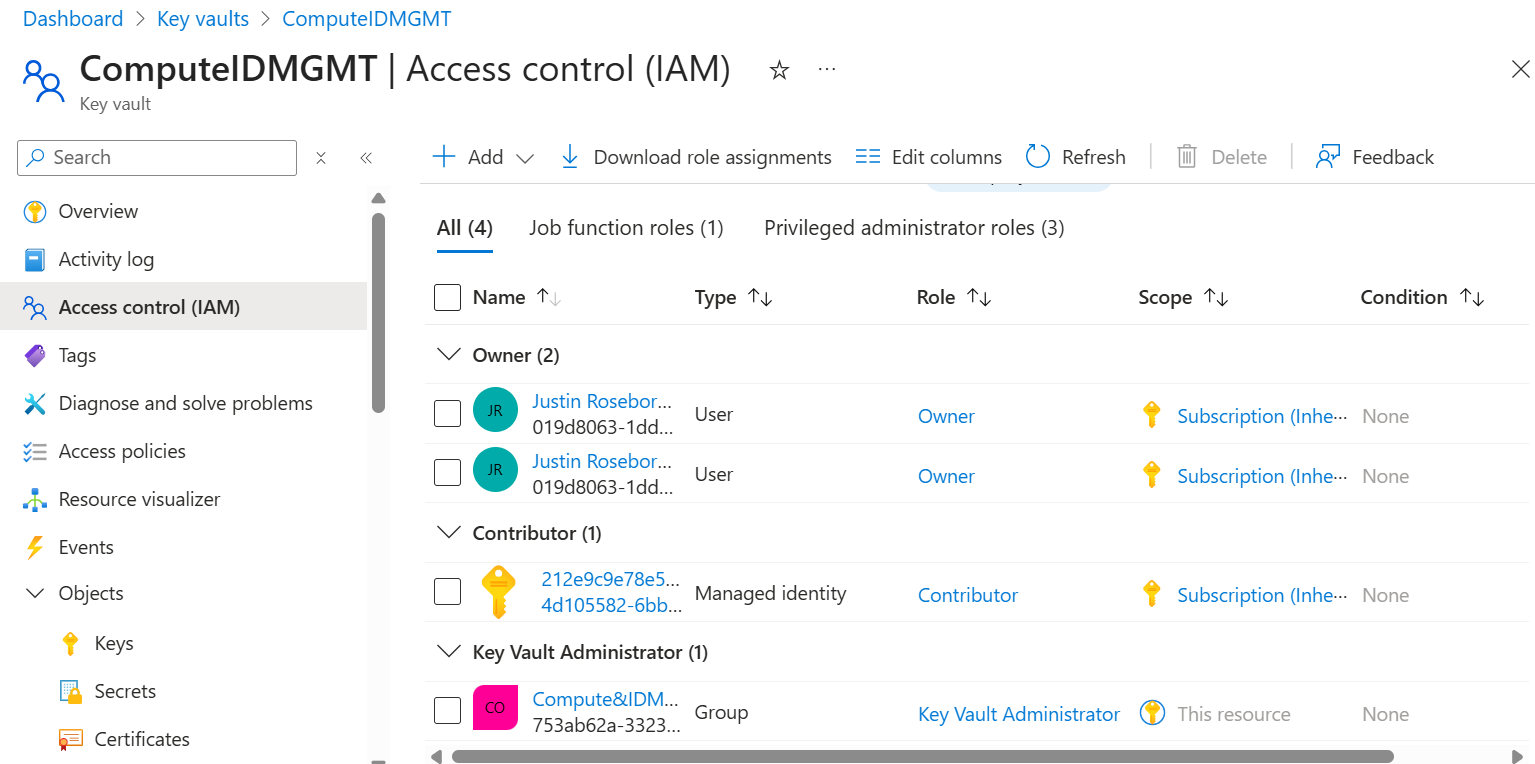 Dashboard > Key vaults > ComputeIDMGMT
ComputeIDMGMT | Access control (IAM)
Key vault
Search
Add
Download role assignments
Edit columns
Refresh
Delete
Feedback
Overview
Activity log
Access control (IAM)
Tags
Diagnose and solve problems
Access policies
Resource visualizer
Events
Objects
Keys
Secrets
Certificates
All (4) Job function roles (1) Privileged administrator roles (3)
Name Type Role Scope Condition
Owner (2)
JR Justin Rosebor... User Owner Subscription (Inhe... None
019d8063-1dd...
JR Justin Rosebor... User Owner Subscription (Inhe... None
019d8063-1dd...
Contributor (1)
212e9c9e78e5... Managed identity Contributor Subscription (Inhe... None
4d105582-6bb...
Key Vault Administrator (1)
CO Compute&IDM... Group Key Vault Administrator This resource None
753ab62a-3323...